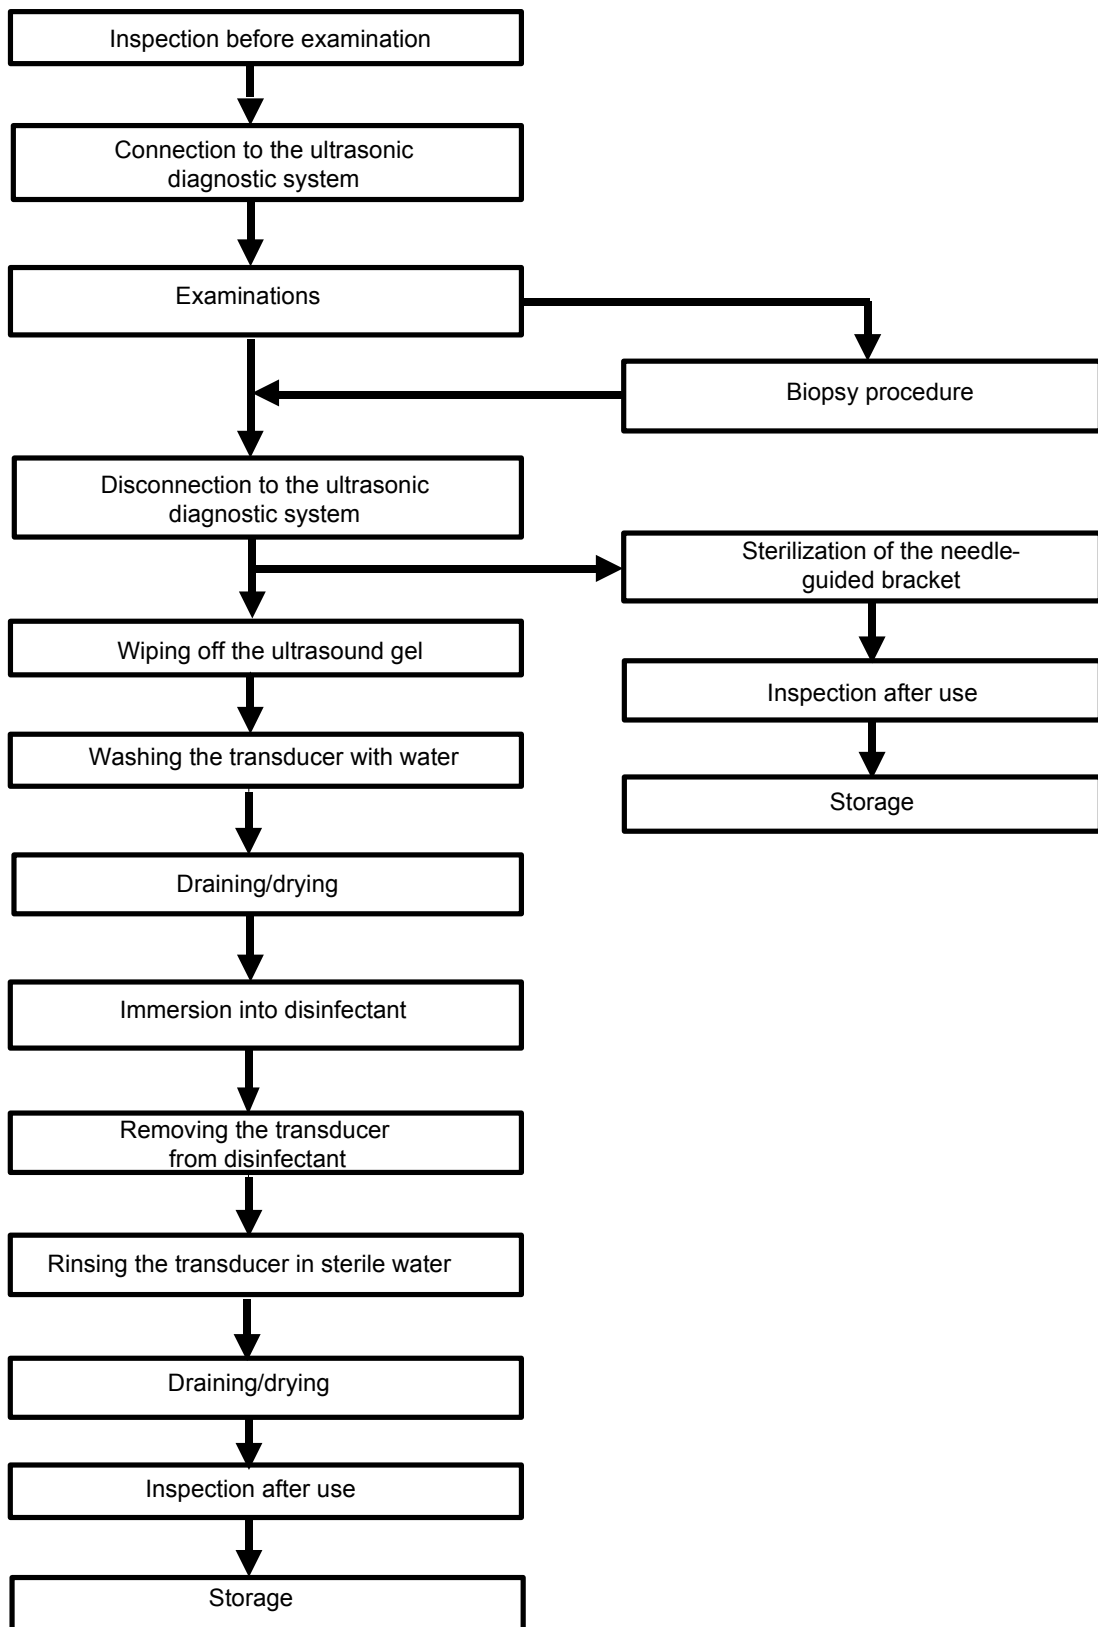 Inspection before examination
Connection to the ultrasonic
diagnostic system
Examinations
Biopsy procedure
Disconnection to the ultrasonic
diagnostic system
Sterilization of the needle-
guided bracket
Wiping off the ultrasound gel
Inspection after use
Washing the transducer with water
Storage
Draining/drying
Immersion into disinfectant
Removing the transducer
from disinfectant
Rinsing the transducer in sterile water
Draining/drying
Inspection after use
Storage